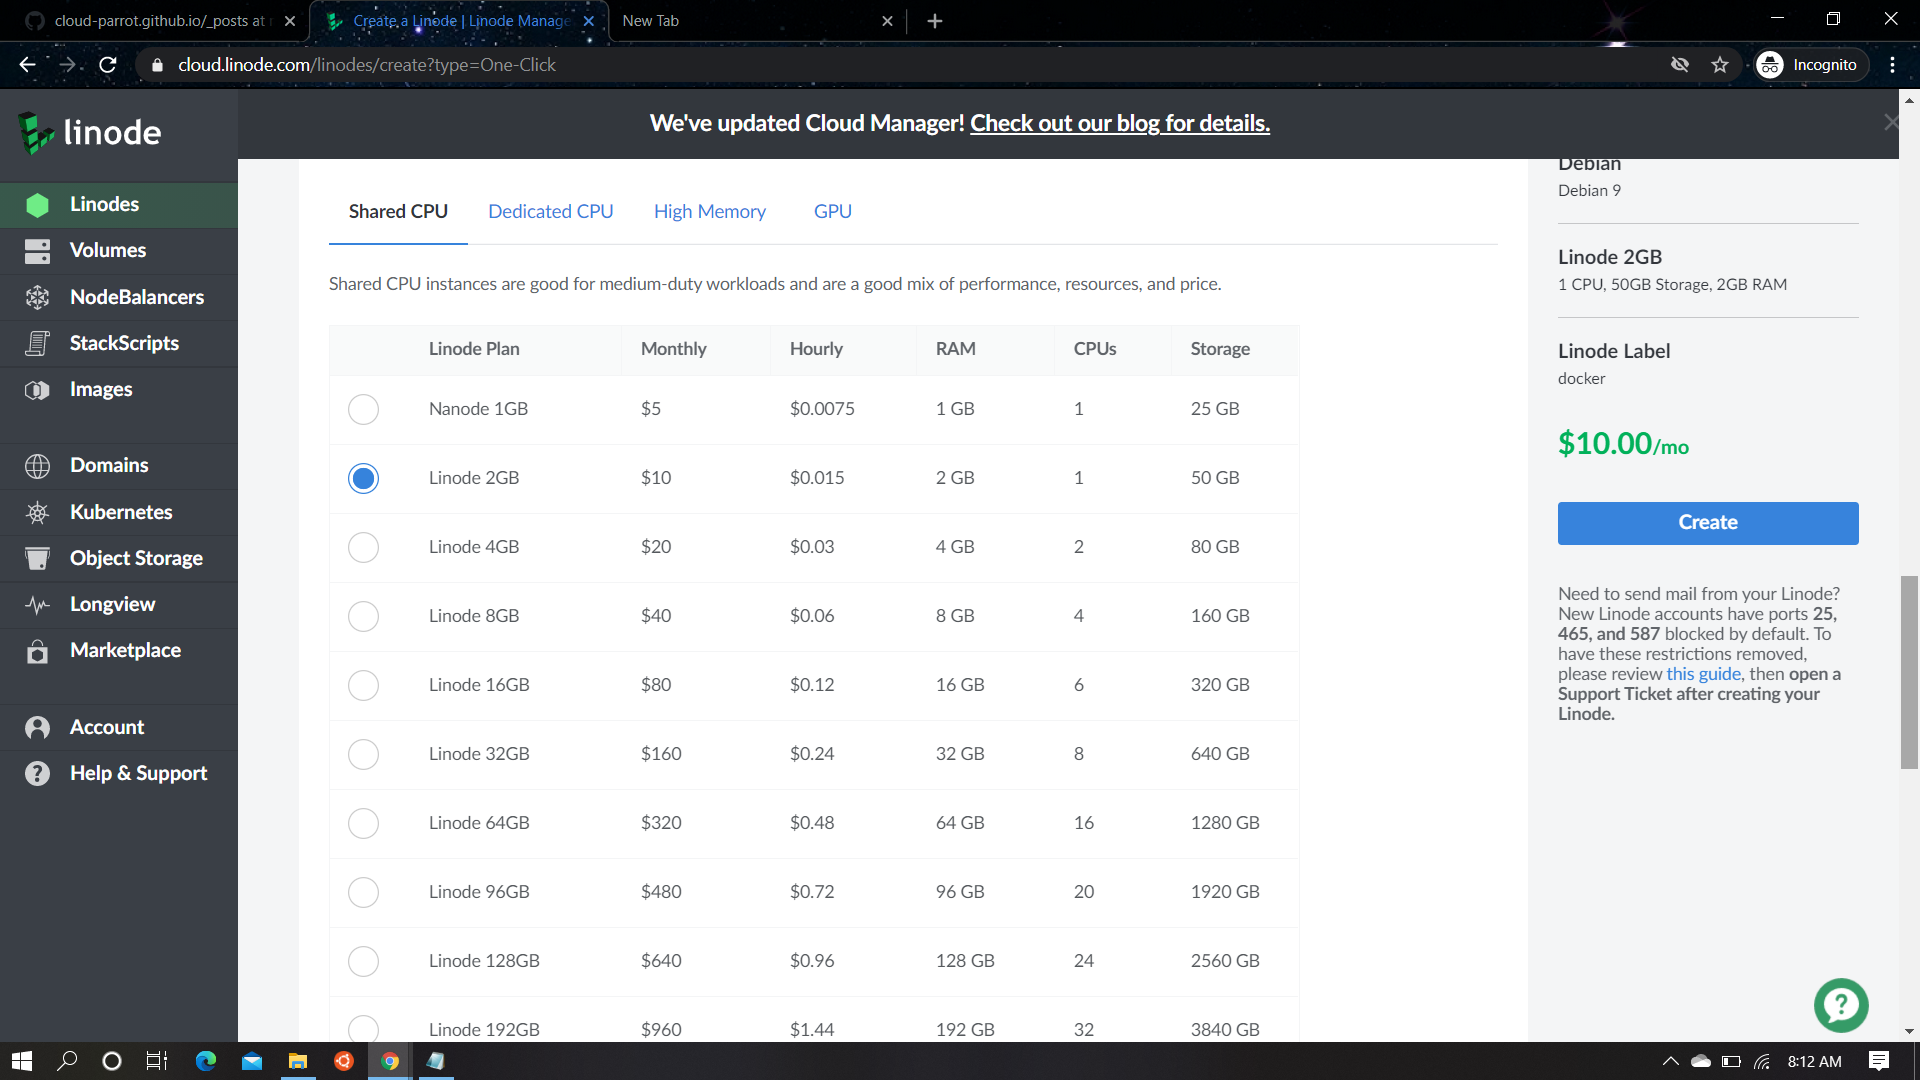 cloud-parrot.github.io/_posts at
Create a Linode | Linode Manage
New Tab
cloud.linode.com/linodes/create?type=One-Click
Incognito
linode
We've updated Cloud Manager! Check out our blog for details.
Linodes
Volumes
NodeBalancers
StackScripts
Images
Domains
Kubernetes
Object Storage
Longview
Marketplace
Account
Help & Support
Shared CPU Dedicated CPU High Memory GPU
Shared CPU instances are good for medium-duty workloads and are a good mix of performance, resources, and price.
Linode Plan Monthly Hourly RAM CPUs Storage
Nanode 1GB $5 $0.0075 1 GB 1 25 GB
Linode 2GB $10 $0.015 2 GB 1 50 GB
Linode 4GB $20 $0.03 4 GB 2 80 GB
Linode 8GB $40 $0.06 8 GB 4 160 GB
Linode 16GB $80 $0.12 16 GB 6 320 GB
Linode 32GB $160 $0.24 32 GB 8 640 GB
Linode 64GB $320 $0.48 64 GB 16 1280 GB
Linode 96GB $480 $0.72 96 GB 20 1920 GB
Linode 128GB $640 $0.96 128 GB 24 2560 GB
Linode 192GB $960 $1.44 192 GB 32 3840 GB
Debian
Debian 9
Linode 2GB
1 CPU, 50GB Storage, 2GB RAM
Linode Label
docker
$10.00/mo
Create
Need to send mail from your Linode?
New Linode accounts have ports 25,
465, and 587 blocked by default. To
have these restrictions removed,
please review this guide, then open a
Support Ticket after creating your
Linode.
8:12 AM